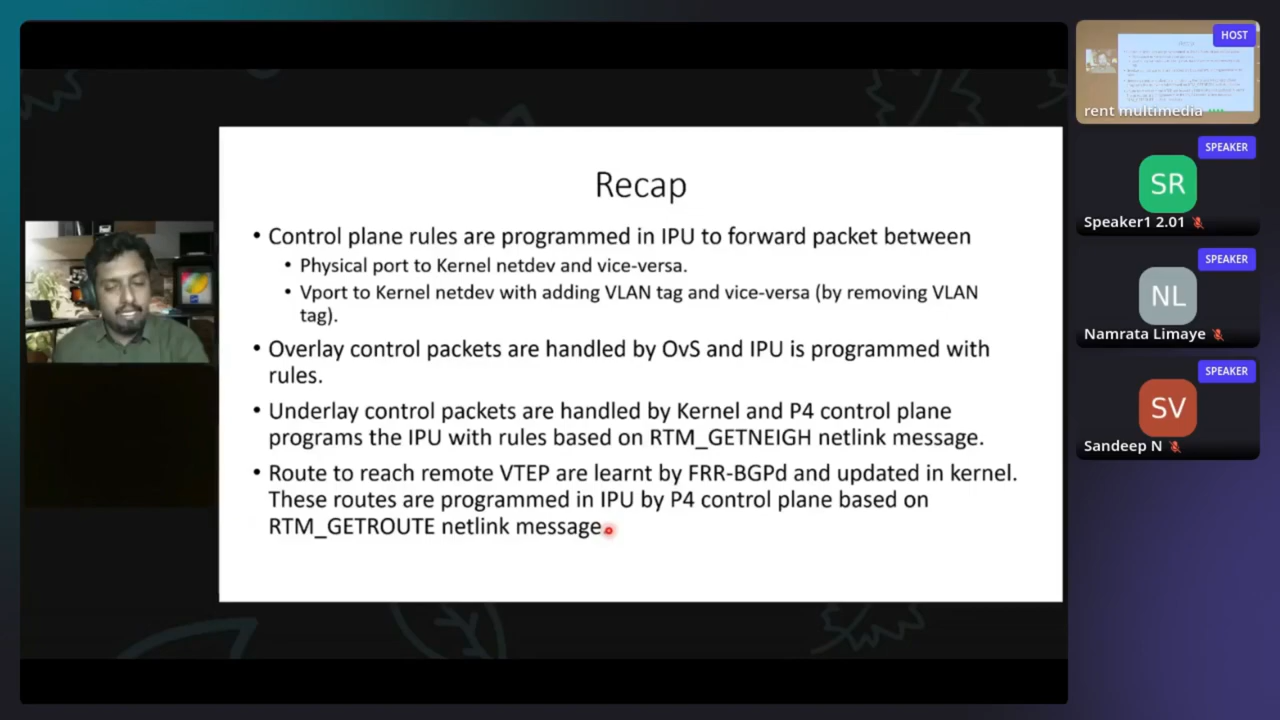 Recap
• Control plane rules are programmed in IPU to forward packet between
• Physical port to Kernel netdev and vice-versa.
• Vport to Kernel netdev with adding VLAN tag and vice-versa (by removing VLAN
tag).
• Overlay control packets are handled by OvS and IPU is programmed with
rules.
• Underlay control packets are handled by Kernel and P4 control plane
programs the IPU with rules based on RTM_GETNEIGH netlink message.
• Route to reach remote VTEP are learnt by FRR-BGPd and updated in kernel.
These routes are programmed in IPU by P4 control plane based on
RTM_GETROUTE netlink message
HOST
rent multimedia
SPEAKER
SR
Speaker1 2.01
SPEAKER
NL
Namrata Limaye
SPEAKER
SV
Sandeep N